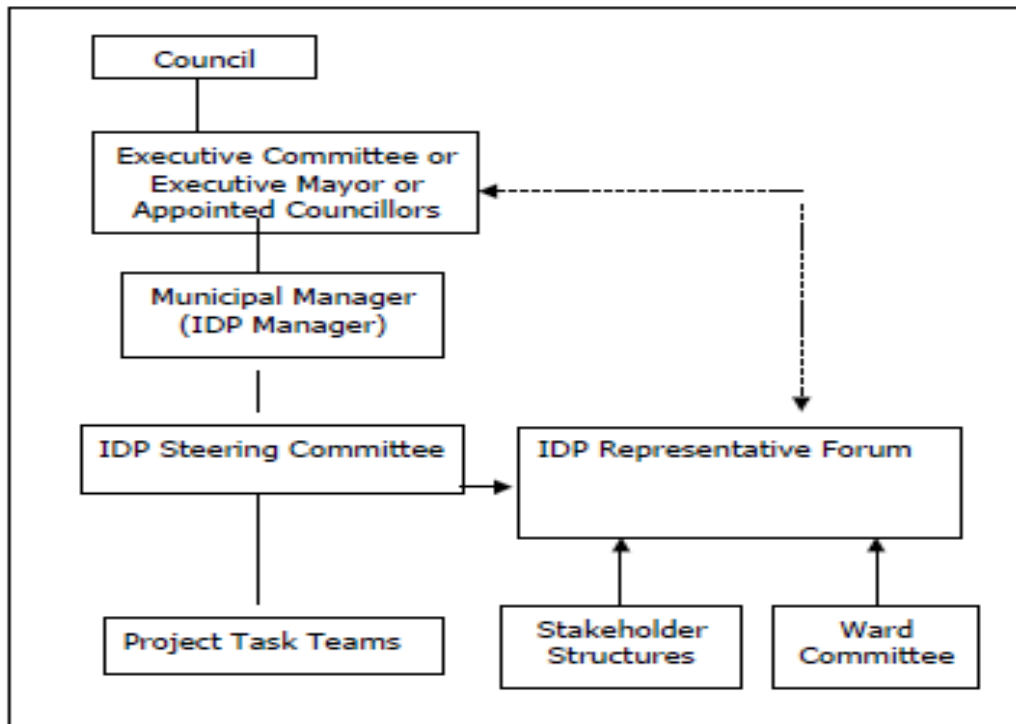 Council
Executive Committee or
Executive Mayor or
Appointed Councillors
Municipal Manager
(IDP Manager)
IDP Steering Committee
IDP Representative Forum
Project Task Teams
Stakeholder
Structures
Ward
Committee